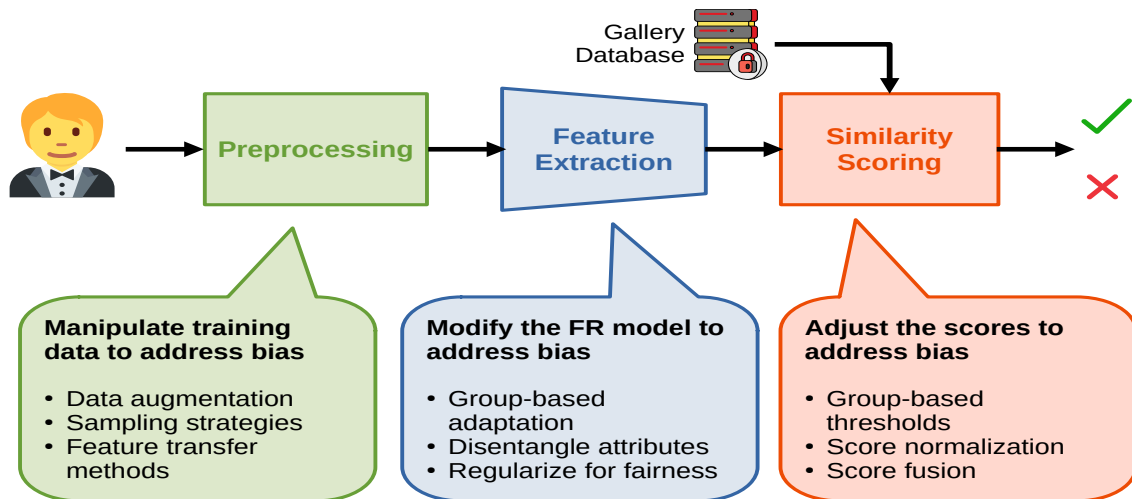 Gallery
Database
Preprocessing
Feature
Extraction
Similarity
Scoring
Manipulate training
data to address bias
• Data augmentation
• Sampling strategies
• Feature transfer
methods
Modify the FR model to
address bias
• Group-based
adaptation
• Disentangle attributes
• Regularize for fairness
Adjust the scores to
address bias
• Group-based
thresholds
• Score normalization
• Score fusion